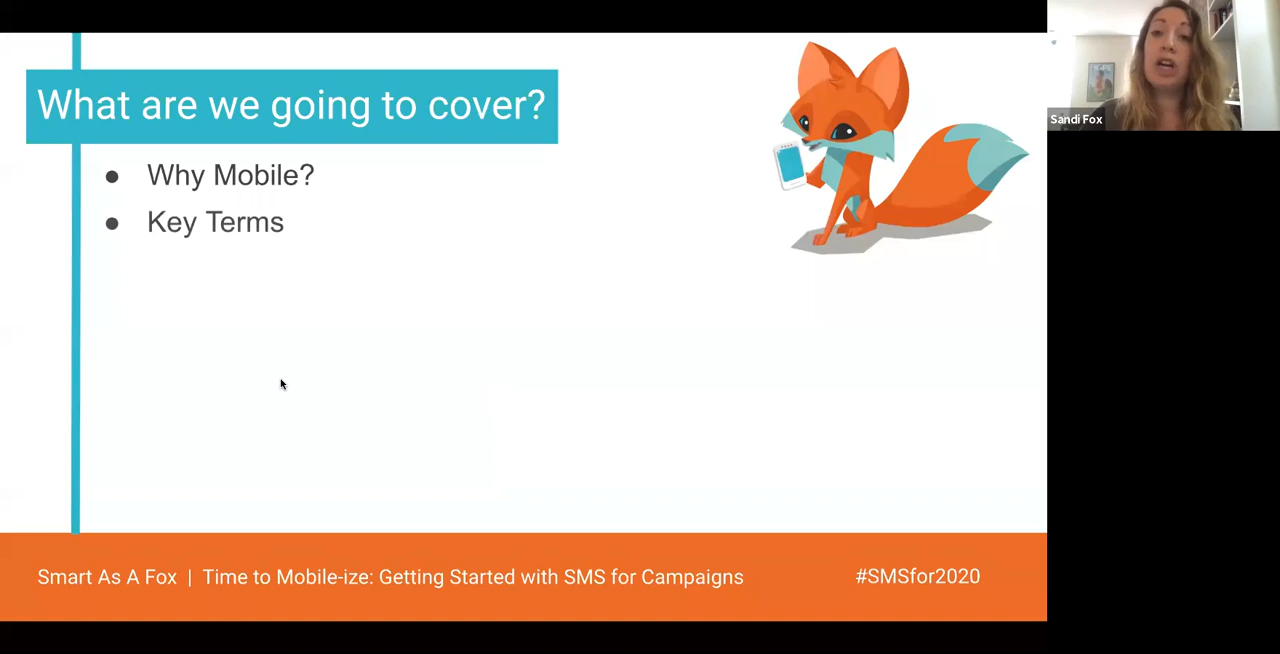 What are we going to cover?
Sandi Fox
● Why Mobile?
● Key Terms
Smart As A Fox | Time to Mobile-ize: Getting Started with SMS for Campaigns
#SMSfor2020